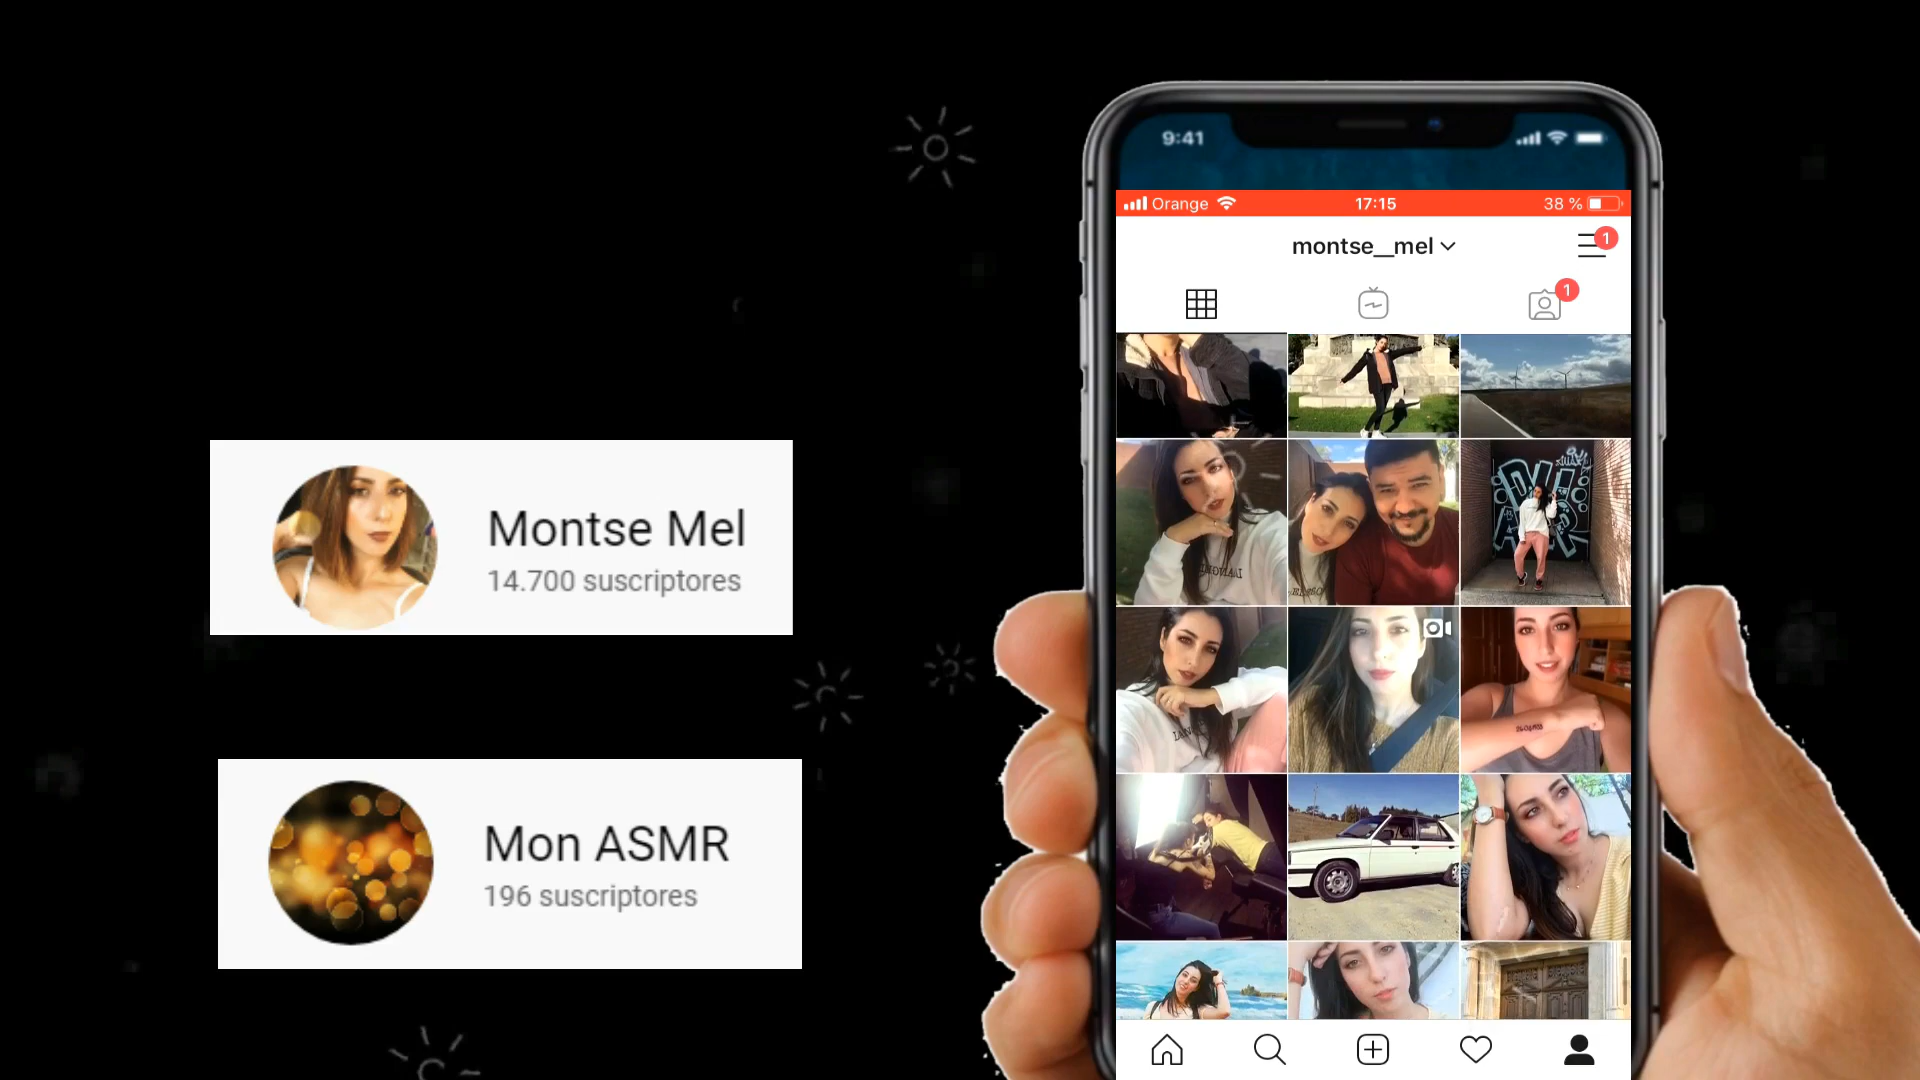 Montse Mel
14.700 suscriptores
Mon ASMR
196 suscriptores
9:41
Orange
17:15
38 %
montse__mel
1
1